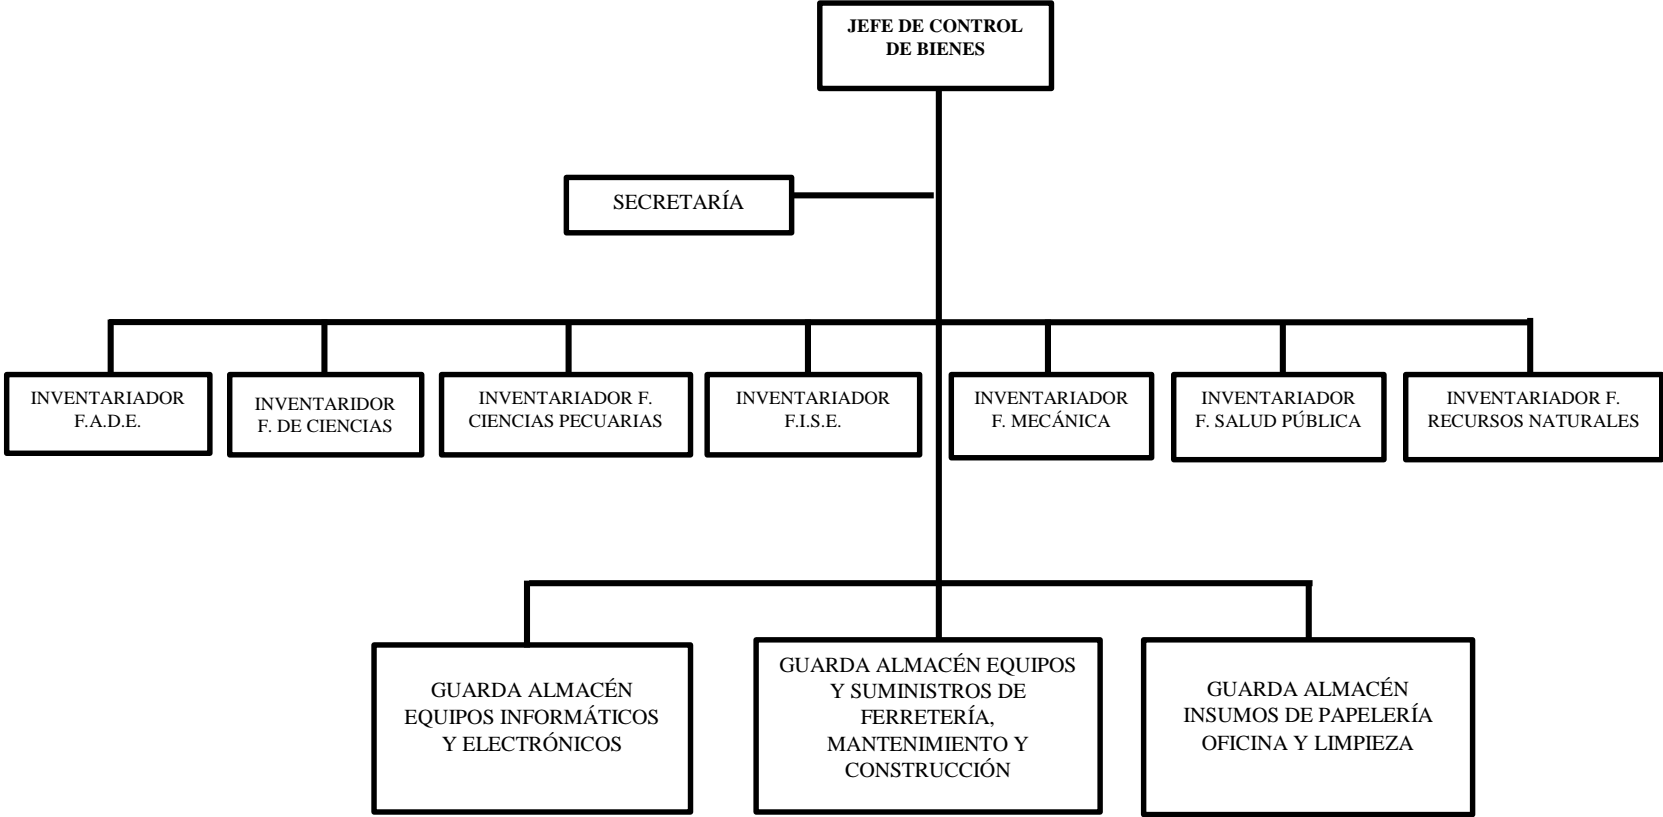 JEFE DE CONTROL
DE BIENES
SECRETARÍA
INVENTARIADOR
F.A.D.E.
INVENTARIDOR
F. DE CIENCIAS
INVENTARIADOR F.
CIENCIAS PECUARIAS
INVENTARIADOR
F.I.S.E.
INVENTARIADOR
F. MECÁNICA
INVENTARIADOR
F. SALUD PÚBLICA
INVENTARIADOR F.
RECURSOS NATURALES
GUARDA ALMACÉN
EQUIPOS INFORMÁTICOS
Y ELECTRÓNICOS
GUARDA ALMACÉN EQUIPOS
Y SUMINISTROS DE
FERRETERÍA,
MANTENIMIENTO Y
CONSTRUCCIÓN
GUARDA ALMACÉN
INSUMOS DE PAPELERÍA
OFICINA Y LIMPIEZA